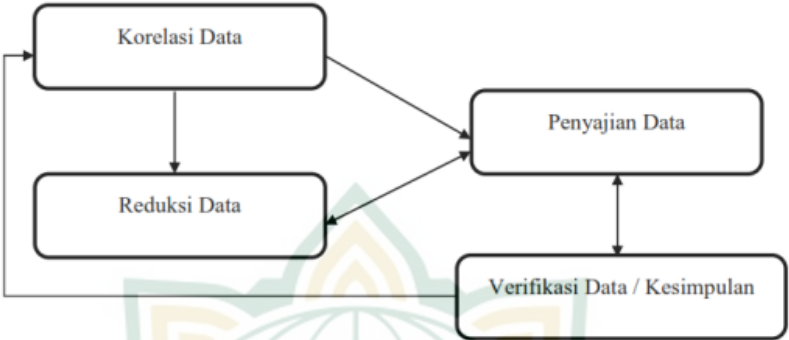 Korelasi Data
Penyajian Data
Reduksi Data
Verifikasi Data / Kesimpulan